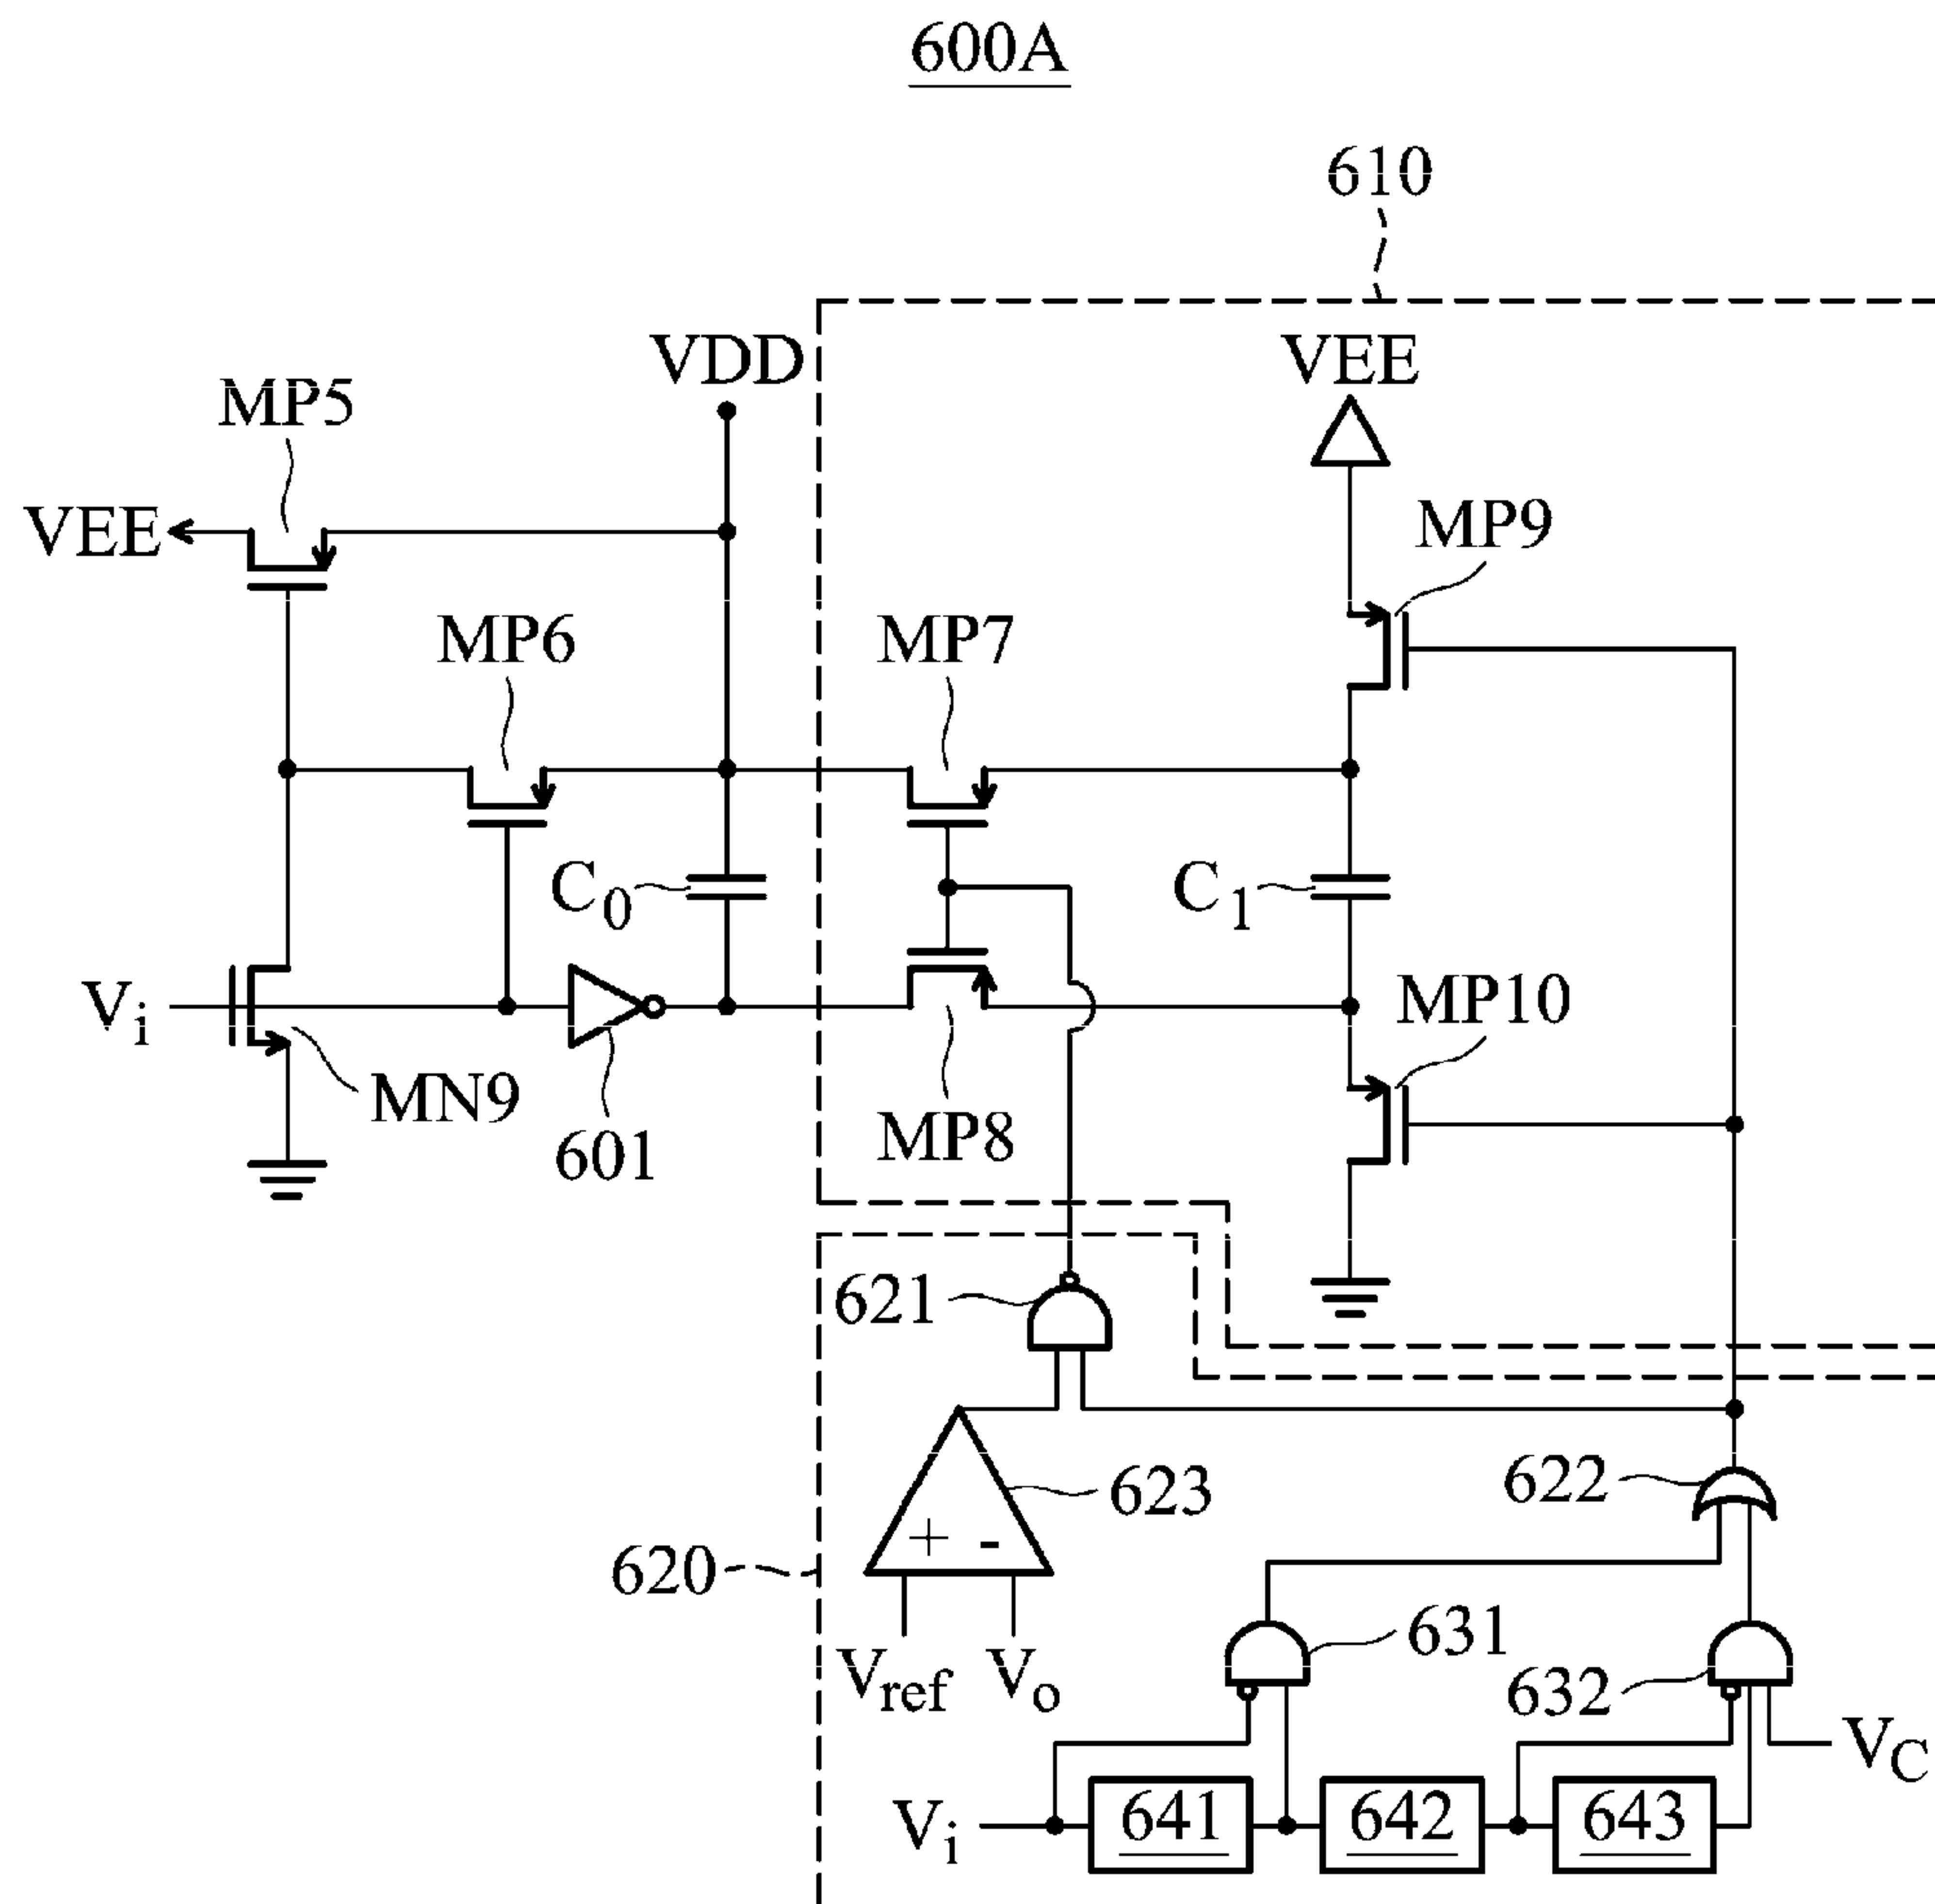 600A
610
VDD
VEE
MP5
VEE
MP9
MP6
MP7
C0
C1
Vi
MP10
MN9
601
MP8
621
622
623
+ -
620
631
Vref
Vo
632
VC
Vi
641
642
643